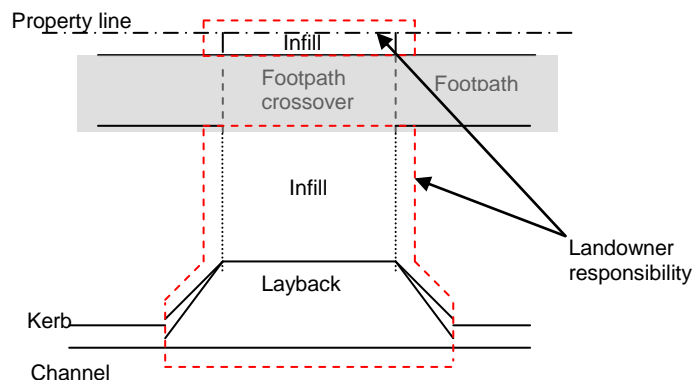 Property line
Infill
Footpath
crossover
Footpath
Infill
Landowner
responsibility
Layback
Kerb
Channel